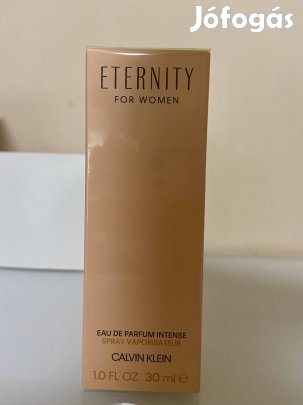 Jófogás
ETERNITY
FOR WOMEN
EAU DE PARFUM INTENSE
SPRAY VAPORISATEUR
CALVIN KLEIN
1.0 FL OZ 30 ml ℮